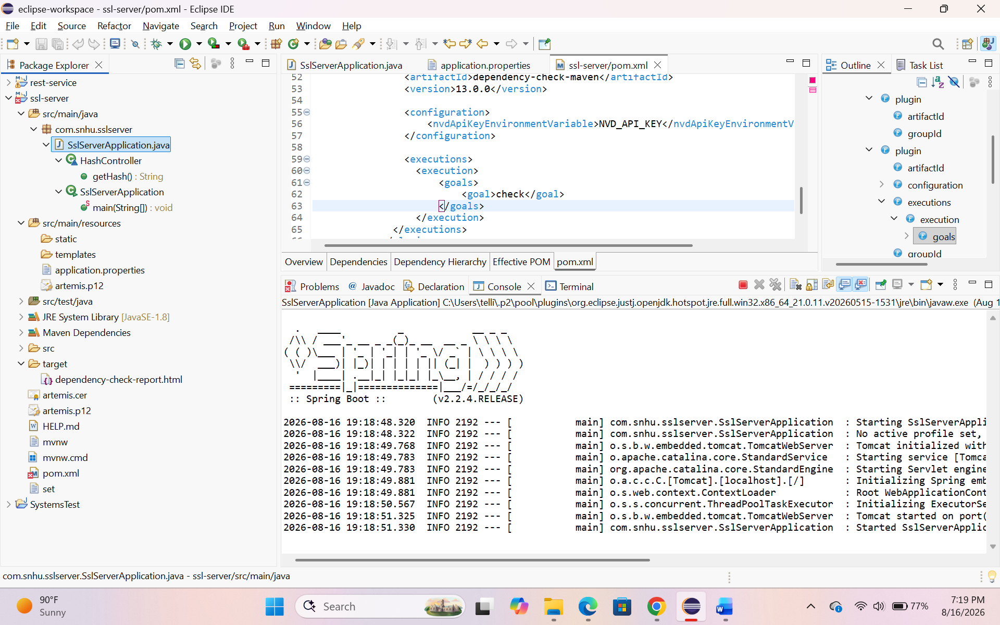 eclipse-workspace - ssl-server/pom.xml - Eclipse IDE
File Edit Source Refactor Navigate Search Project Run Window Help
Package Explorer
rest-service
ssl-server
src/main/java
com.snhu.sslserver
SslServerApplication.java
HashController
getHash() : String
SslServerApplication
main(String[]) : void
src/main/resources
static
templates
application.properties
artemis.p12
src/test/java
JRE System Library [JavaSE-1.8]
Maven Dependencies
src
target
dependency-check-report.html
artemis.cer
artemis.p12
HELP.md
mvnw
mvnw.cmd
pom.xml
set
SystemsTest
SslServerApplication.java application.properties ssl-server/pom.xml
52 <artifactId>dependency-check-maven</artifactId>
53 <version>13.0.0</version>
54
55 <configuration>
56 <nvdApiKeyEnvironmentVariable>NVD_API_KEY</nvdApiKeyEnvironmentV
57 </configuration>
58
59 <executions>
60 <execution>
61 <goals>
62 <goal>check</goal>
63 </goals>
64 </execution>
65 </executions>
Overview Dependencies Dependency Hierarchy Effective POM pom.xml
Outline Task List
plugin
artifactId
groupId
plugin
artifactId
configuration
executions
execution
goals
groupId
Problems Javadoc Declaration Console Terminal
SslServerApplication [Java Application] C:\Users\telli\.p2\pool\plugins\org.eclipse.justj.openjdk.hotspot.jre.full.win32.x86_64_21.0.11.v20260515-1531\jre\bin\javaw.exe (Aug 1
Spring
:: Spring Boot :: (v2.2.4.RELEASE)
2026-08-16 19:18:48.320 INFO 2192 --- [ main] com.snhu.sslserver.SslServerApplication : Starting SslServerAppli
2026-08-16 19:18:48.322 INFO 2192 --- [ main] com.snhu.sslserver.SslServerApplication : No active profile set,
2026-08-16 19:18:49.768 INFO 2192 --- [ main] o.s.b.w.embedded.tomcat.TomcatWebServer : Tomcat initialized with
2026-08-16 19:18:49.783 INFO 2192 --- [ main] o.apache.catalina.core.StandardService : Starting service [Tomca
2026-08-16 19:18:49.783 INFO 2192 --- [ main] org.apache.catalina.core.StandardEngine : Starting Servlet engine
2026-08-16 19:18:49.881 INFO 2192 --- [ main] o.a.c.c.C.[Tomcat].[localhost].[/] : Initializing Spring emb
2026-08-16 19:18:49.881 INFO 2192 --- [ main] o.s.web.context.ContextLoader : Root WebApplicationCont
2026-08-16 19:18:50.567 INFO 2192 --- [ main] o.s.s.concurrent.ThreadPoolTaskExecutor : Initializing ExecutorSe
2026-08-16 19:18:51.325 INFO 2192 --- [ main] o.s.b.w.embedded.tomcat.TomcatWebServer : Tomcat started on port(
2026-08-16 19:18:51.330 INFO 2192 --- [ main] com.snhu.sslserver.SslServerApplication : Started SslServerApplic
com.snhu.sslserver.SslServerApplication.java - ssl-server/src/main/java
90°F
Sunny
Search
77%
7:19 PM
8/16/2026